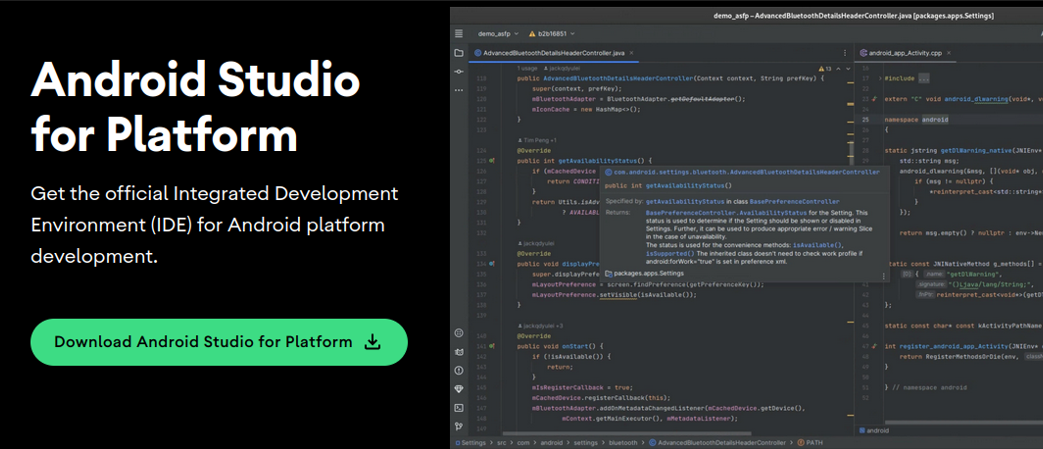 Android Studio
for Platform
Get the official Integrated Development
Environment (IDE) for Android platform
development.
Download Android Studio for Platform
demo_asfp – AdvancedBluetoothDetailsHeaderController.java [packages.apps.Settings]
demo_asfp
b2b16851
AdvancedBluetoothDetailsHeaderController.java
1 usage jackqdyulei
13
public AdvancedBluetoothDetailsHeaderController(Context context, String prefKey) {
super(context, prefKey);
mBluetoothAdapter = BluetoothAdapter.getDefaultAdapter();
mIconCache = new HashMap<>();
}
Tim Peng +1
@Override
public int getAvailabilityStatus() {
if (mCachedDevice
return CONDITI
}
return Utils.isAdv
? AVAILABL
}
com.android.settings.bluetooth.AdvancedBluetoothDetailsHeaderController
public int getAvailabilityStatus()
Specified by: getAvailabilityStatus in class BasePreferenceController
Returns: BasePreferenceController.AvailabilityStatus for the Setting. This
status is used to determine if the Setting should be shown or disabled in
Settings. Further, it can be used to produce appropriate error / warning Slice
in the case of unavailability.
The status is used for the convenience methods: isAvailable(),
isSupported() The inherited class doesn't need to check work profile if
android:forWork="true" is set in preference xml.
packages.apps.Settings
jackqdyulei
@Override
public void displayPre
super.displayPrefe
mLayoutPreference = screen.findPreference(getPreferenceKey());
mLayoutPreference.setVisible(isAvailable());
}
jackqdyulei +3
@Override
public void onStart() {
if (!isAvailable()) {
return;
}
mIsRegisterCallback = true;
mCachedDevice.registerCallback(this);
mBluetoothAdapter.addOnMetadataChangedListener(mCachedDevice.getDevice(),
mContext.getMainExecutor(), mMetadataListener);
Settings > src > com > android > settings > bluetooth > AdvancedBluetoothDetailsHeaderController > PATH
android_app_Activity.cpp
#include ...
extern "C" void android_dlwarning(void*, v
namespace android
{
static jstring getDlWarning_native(JNIEnv*
std::string msg;
android_dlwarning(&msg, [](void* obj, c
if (msg != nullptr) {
*reinterpret_cast<std::string*
}
});
return msg.empty() ? nullptr : env->New
static const JNINativeMethod g_methods[] =
{ name: "getDlWarning",
signature: "()Ljava/lang/String;",
reinterpret_cast<void*>(getDl
};
static const char* const kActivityPathName
int register_android_app_Activity(JNIEnv* e
return RegisterMethodsOrDie(env,
}
} // namespace android
android